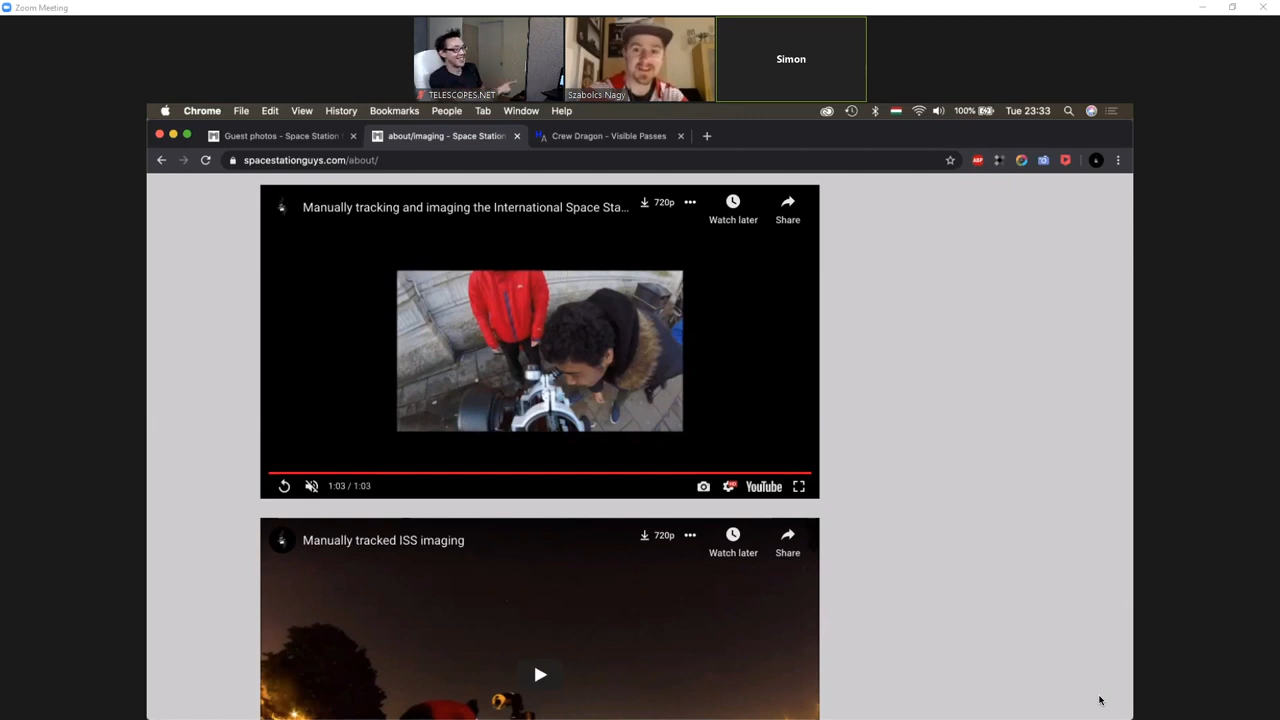 Zoom Meeting
Simon
TELESCOPES.NET
Szabolcs Nagy
Chrome File Edit View History Bookmarks People Tab Window Help 100% Tue 23:33
Guest photos - Space Station about/imaging - Space Station Crew Dragon - Visible Passes
spacestationguys.com/about/
ABP
Manually tracking and imaging the International Space Sta... 720p
Watch later Share
1:03 / 1:03 HD YouTube
Manually tracked ISS imaging 720p
Watch later Share